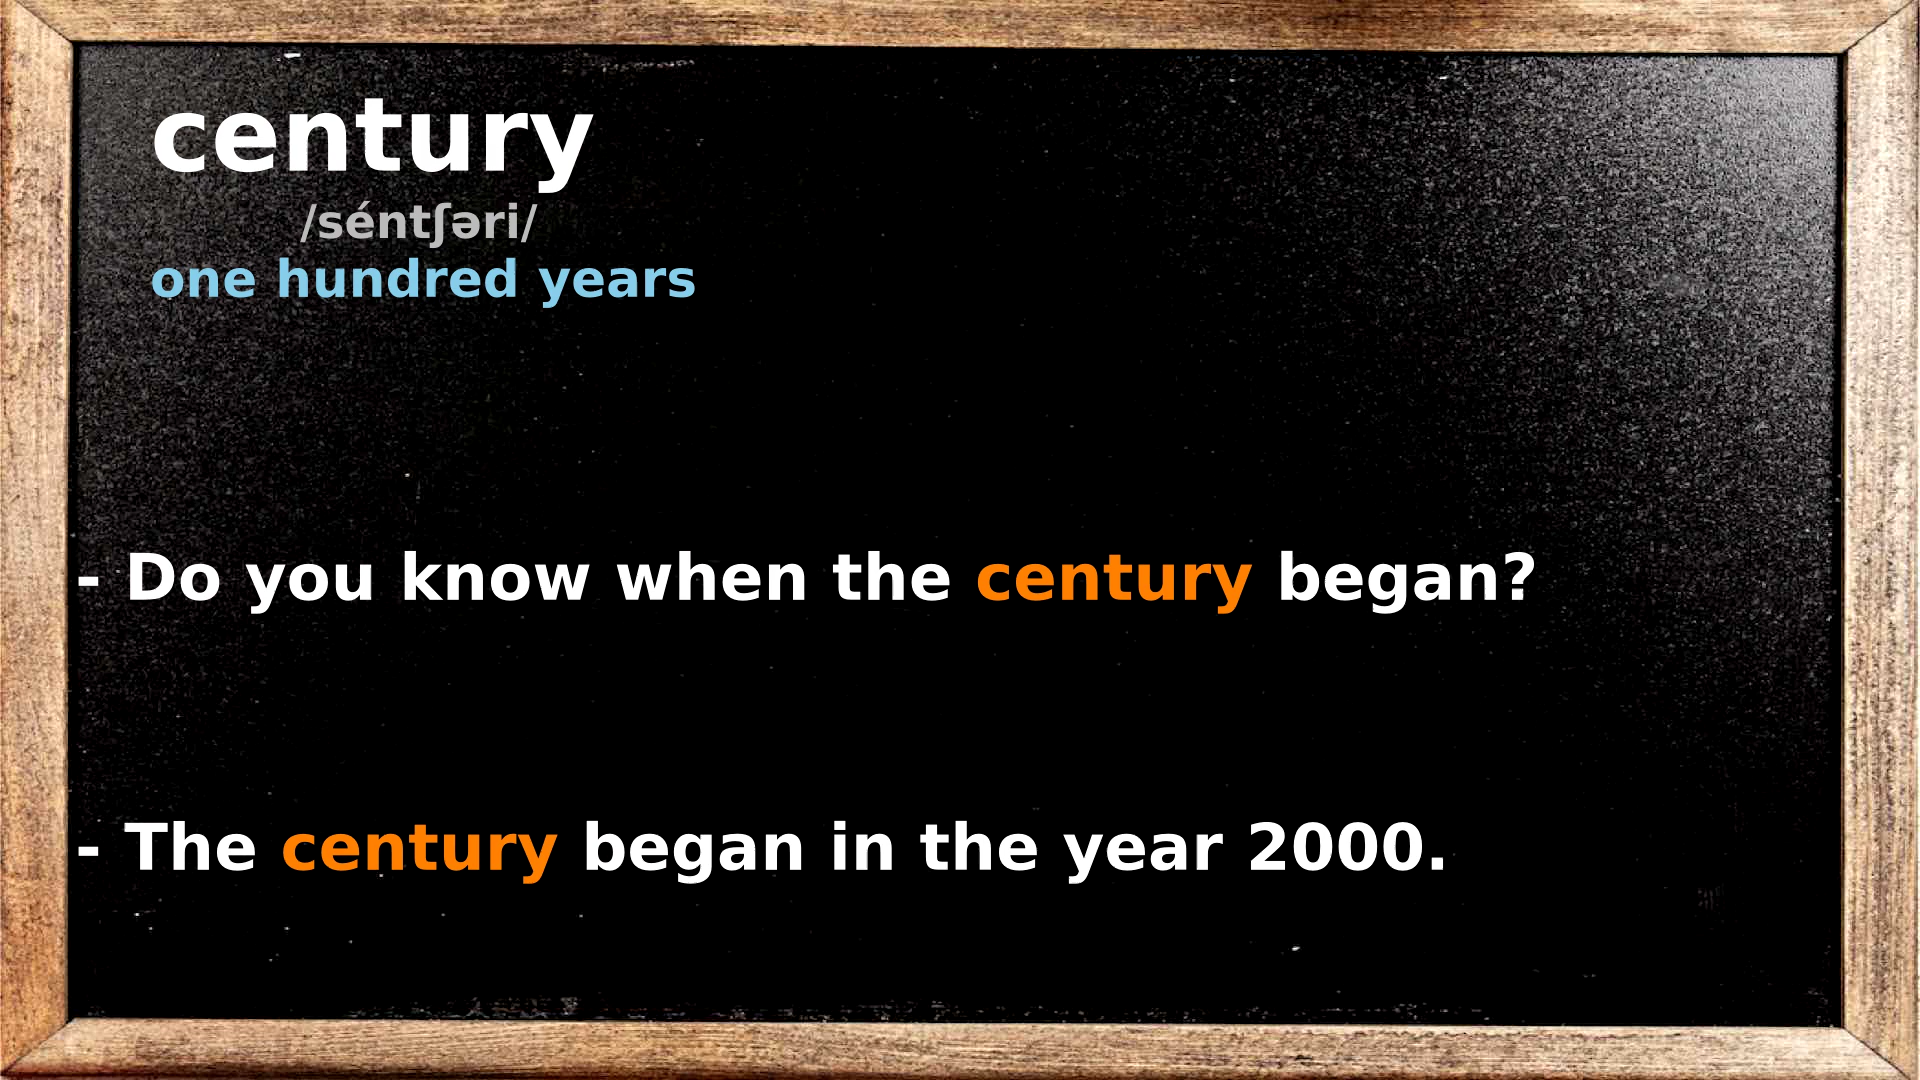 century
/séntʃəri/
one hundred years
- Do you know when the century began?
- The century began in the year 2000.